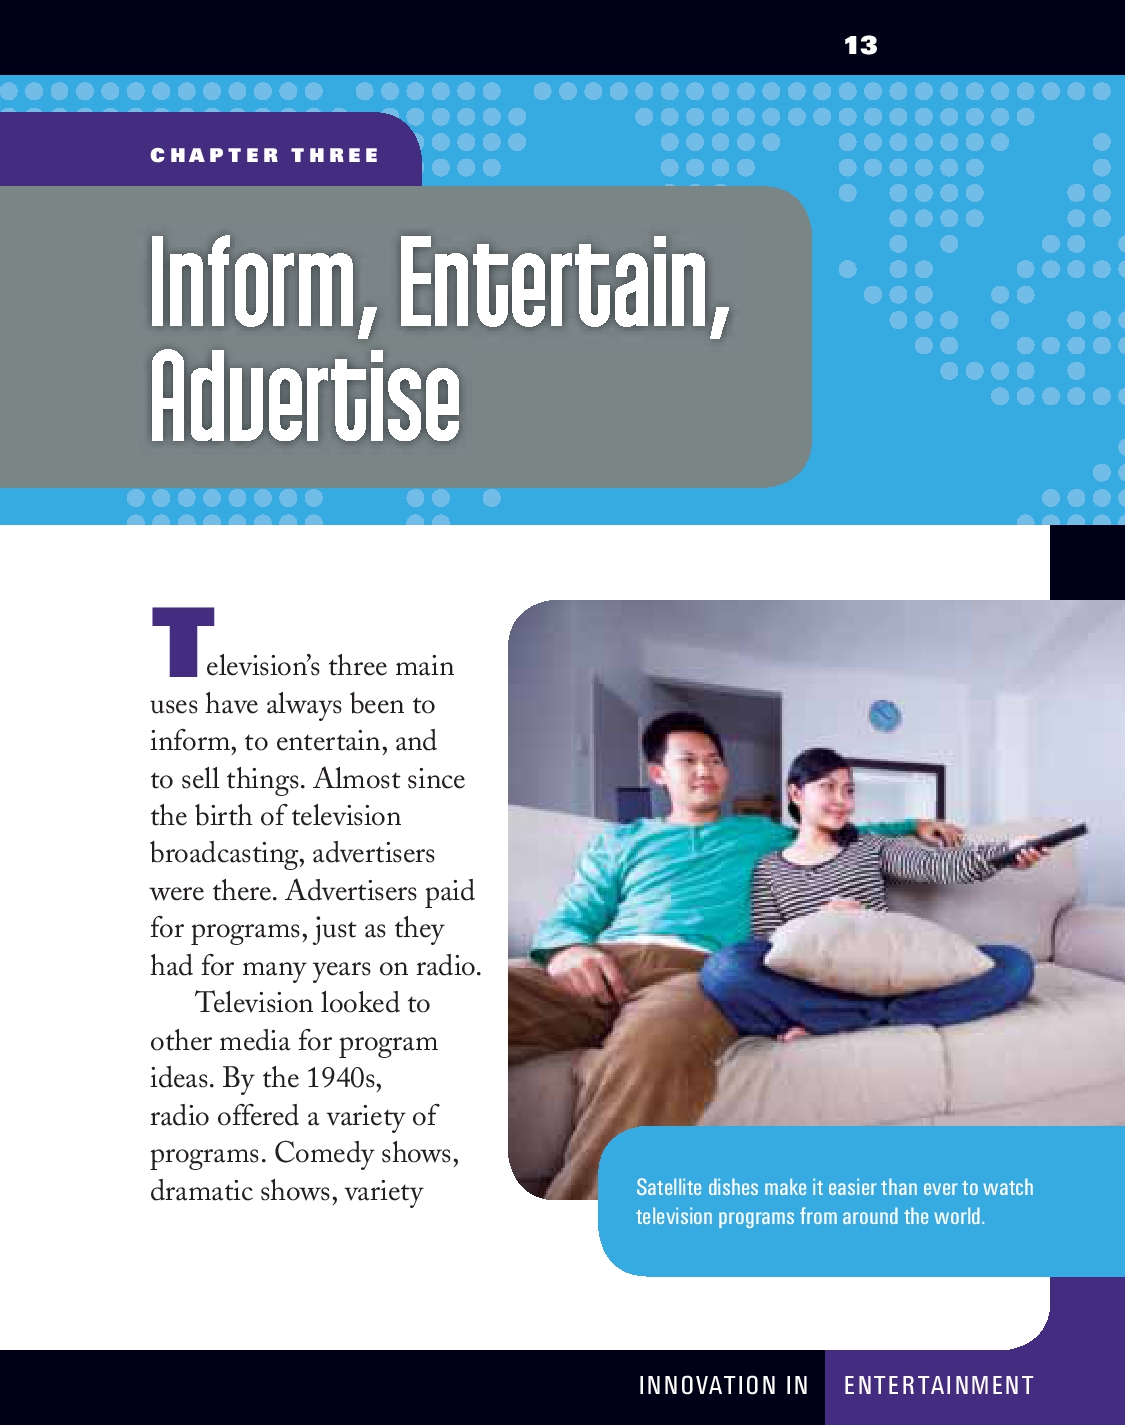 13
CHAPTER THREE
Inform, Entertain,
Advertise
Television’s three main
uses have always been to
inform, to entertain, and
to sell things. Almost since
the birth of television
broadcasting, advertisers
were there. Advertisers paid
for programs, just as they
had for many years on radio.
Television looked to
other media for program
ideas. By the 1940s,
radio offered a variety of
programs. Comedy shows,
dramatic shows, variety
Satellite dishes make it easier than ever to watch
television programs from around the world.
INNOVATION IN ENTERTAINMENT